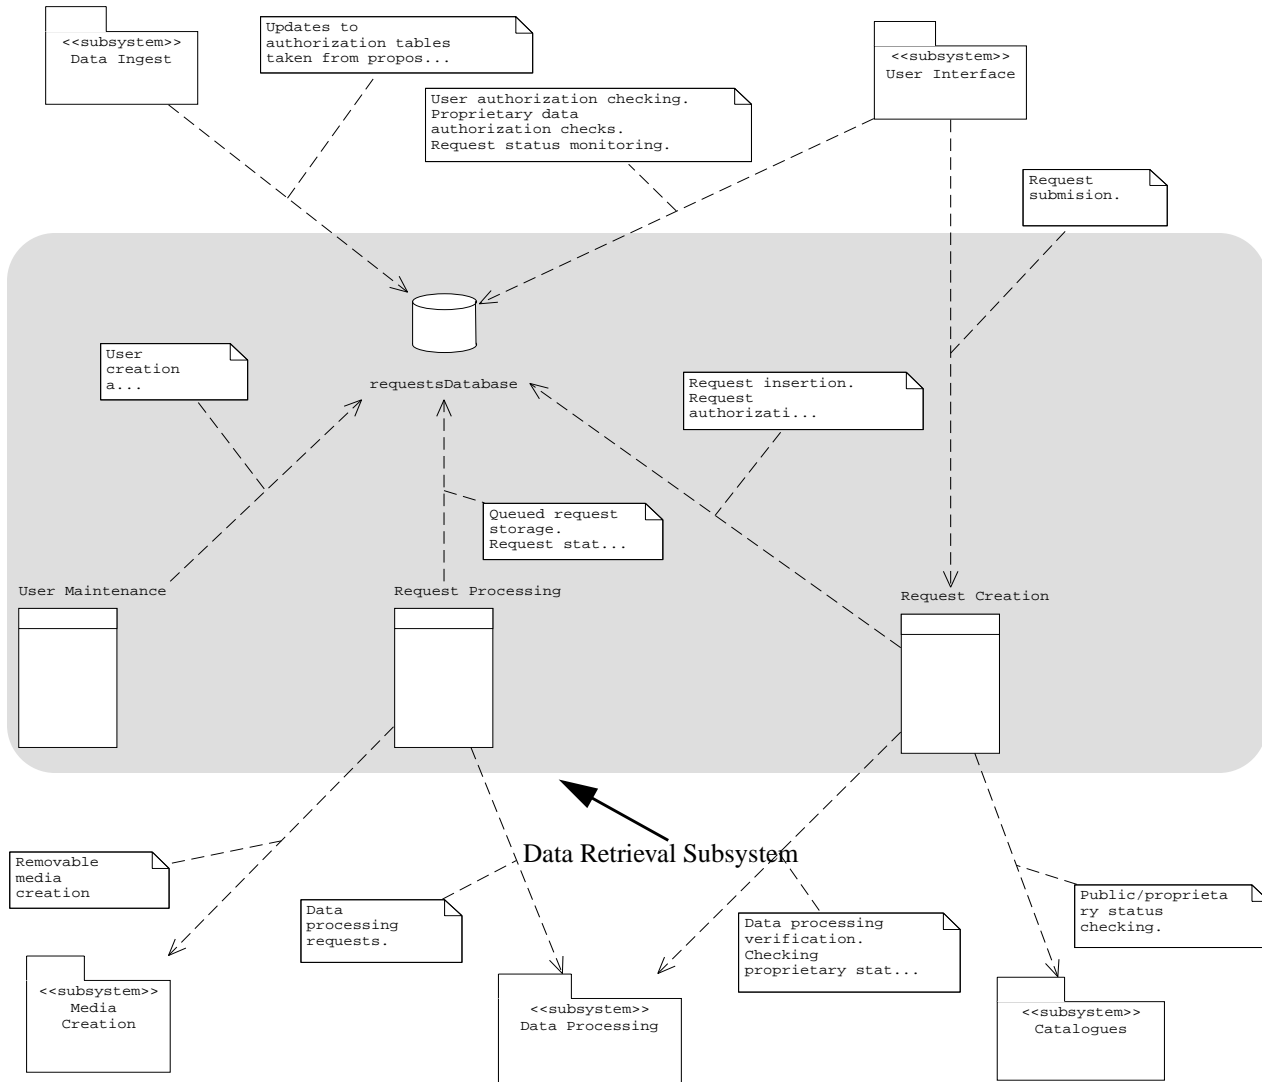 <<subsystem>>
Data Ingest
Updates to
authorization tables
taken from propos...
<<subsystem>>
User Interface
User authorization checking.
Proprietary data
authorization checks.
Request status monitoring.
Request
submision.
User
creation
a...
requestsDatabase
Request insertion.
Request
authorizati...
Queued request
storage.
Request stat...
User Maintenance
Request Processing
Request Creation
Data Retrieval Subsystem
Removable
media
creation
Data
processing
requests.
Data processing
verification.
Checking
proprietary stat...
Public/proprieta
ry status
checking.
<<subsystem>>
Media
Creation
<<subsystem>>
Data Processing
<<subsystem>>
Catalogues